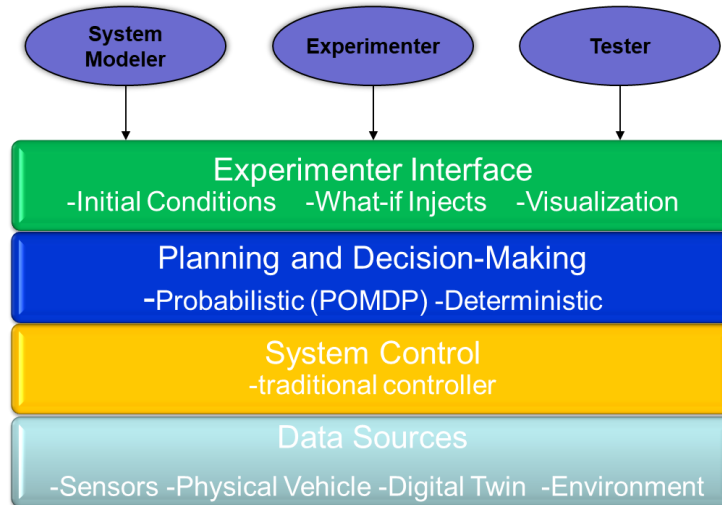 System
Modeler
Experimenter
Tester
Experimenter Interface
-Initial Conditions -What-if Injects -Visualization
Planning and Decision-Making
-Probabilistic (POMDP) -Deterministic
System Control
-traditional controller
Data Sources
-Sensors -Physical Vehicle -Digital Twin -Environment